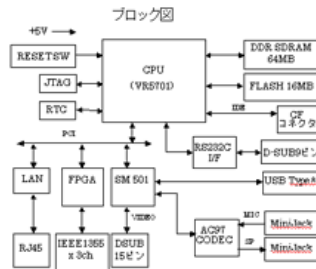 ブロック図
+5V
RESETSW
JTAG
RTC
CPU
(VR5701)
DDR SDRAM
64MB
FLASH 16MB
IDE
CF
コネクタ
PCI
RS232C
I/F
D-SUB9ピン
LAN
FPGA
SM501
USB TypeA
VIDEO
AC97
CODEC
MIC
MiniJack
SP
MiniJack
RJ45
IEEE1355
x 3ch
DSUB
15ピン